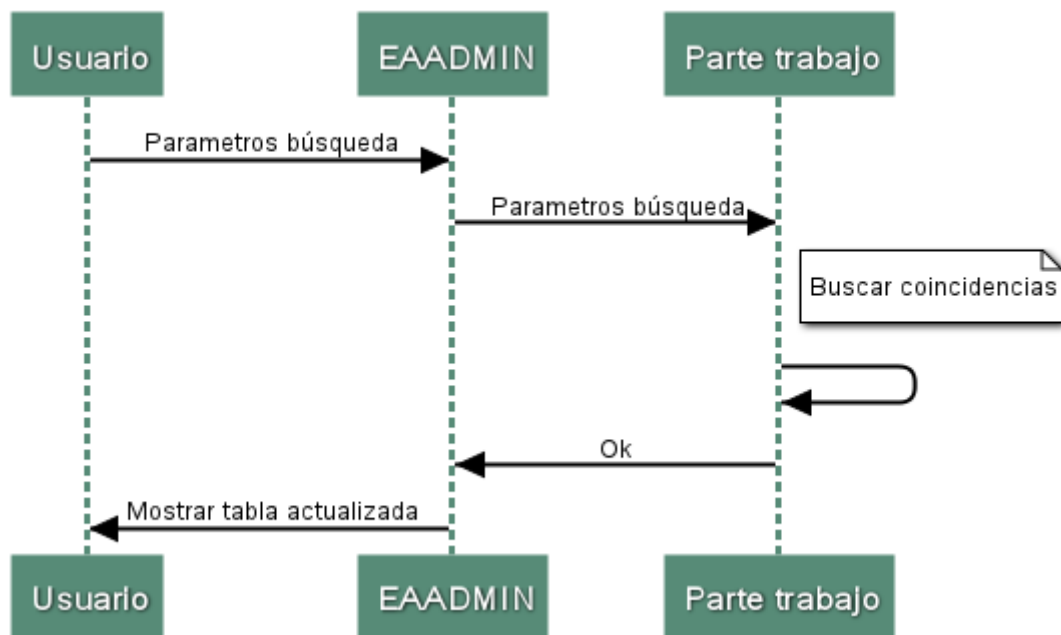 Usuario
EAADMIN
Parte trabajo
Parametros búsqueda
Parametros búsqueda
Buscar coincidencias
Ok
Mostrar tabla actualizada
Usuario
EAADMIN
Parte trabajo